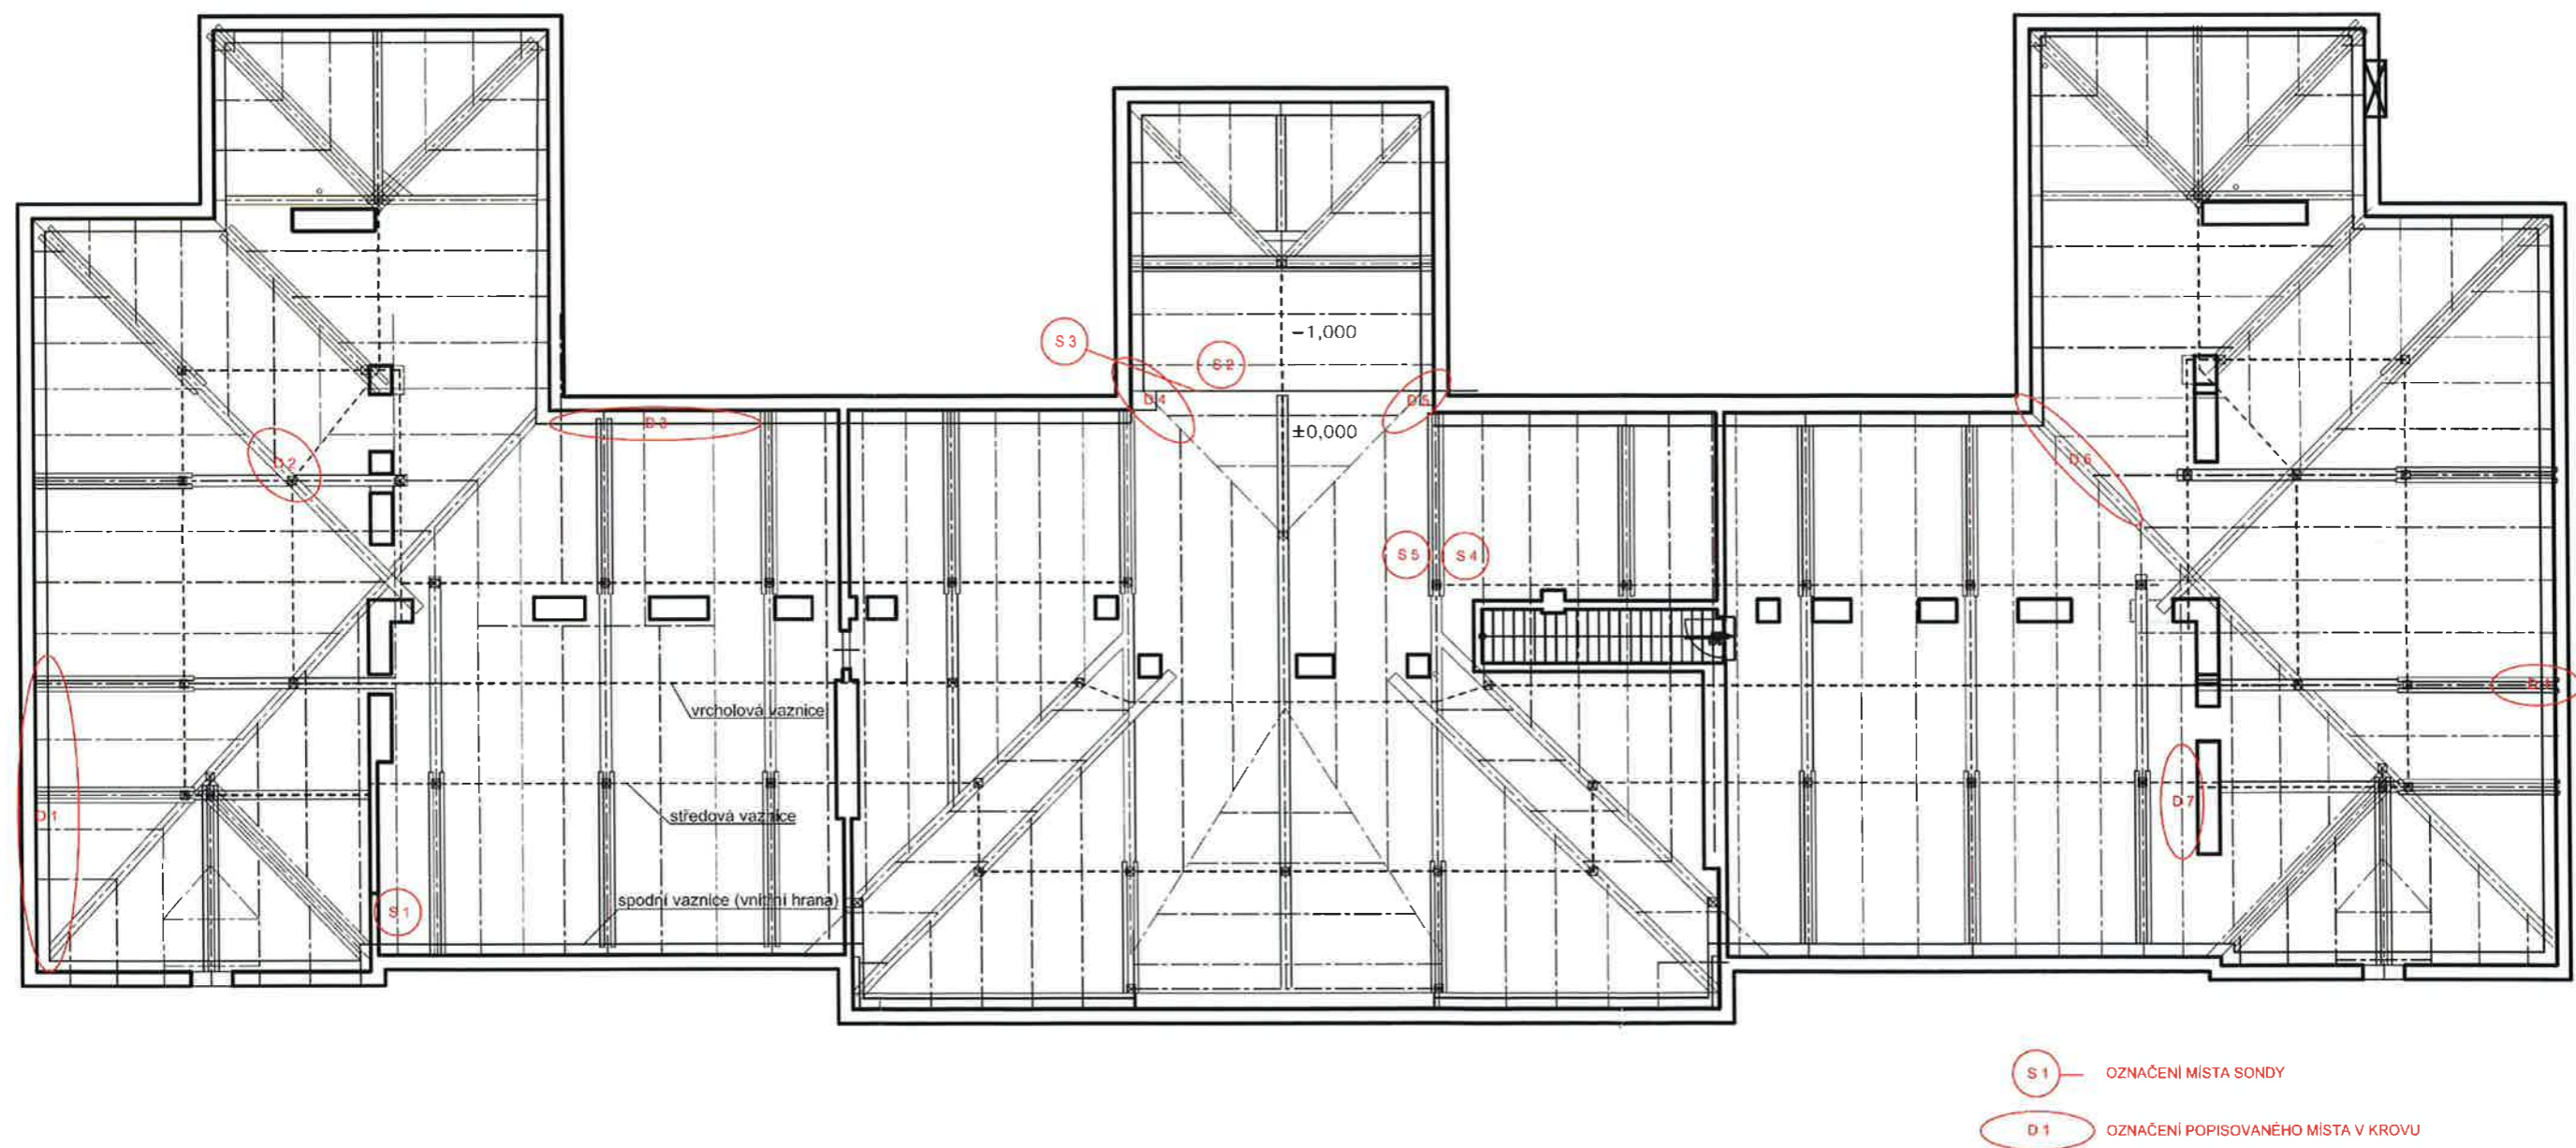 S 3
S 2
−1,000
D 4
D 5
D 3
±0,000
D 2
D 6
S 5
S 4
vrcholová vaznice
středová vaznice
D 1
D 7
spodní vaznice (vnitřní hrana)
S 1
S 1
OZNAČENÍ MÍSTA SONDY
D 1
OZNAČENÍ POPISOVANÉHO MÍSTA V KROVU